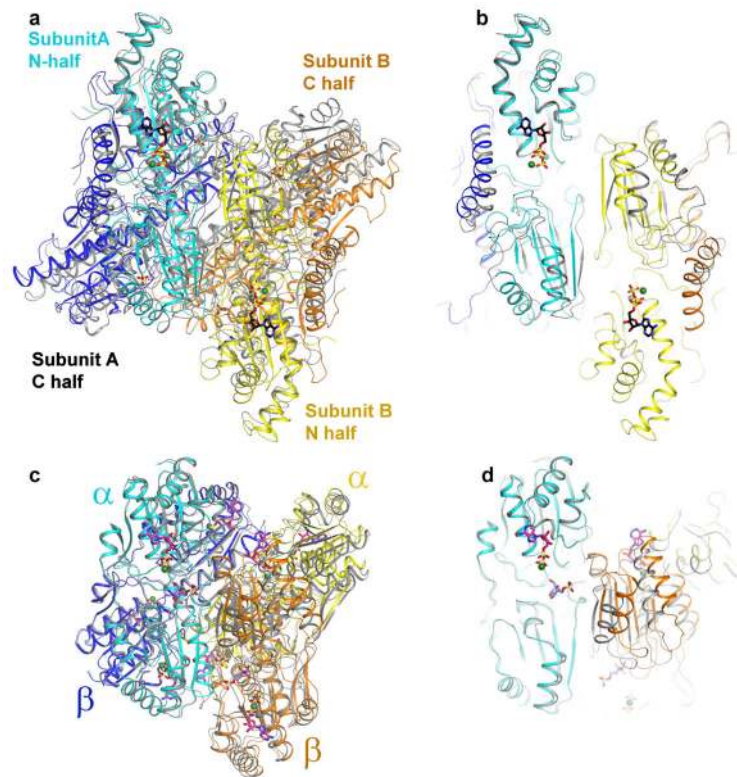 a
SubunitA
N-half
Subunit B
C half
Subunit A
C half
Subunit B
N half
b
c
α
α
β
β
d